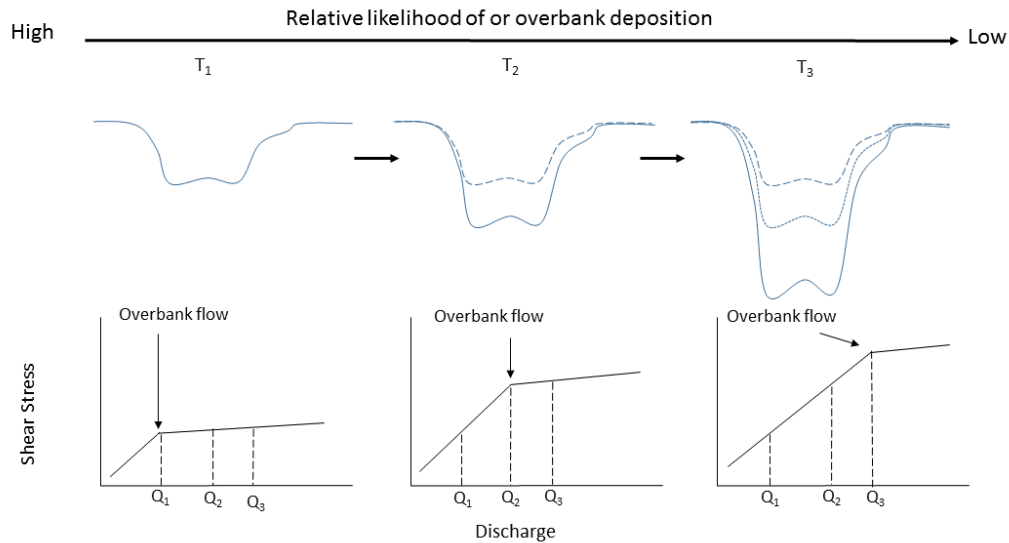 Relative likelihood of or overbank deposition
High
Low
T₁
T₂
T₃
Overbank flow
Overbank flow
Overbank flow
Shear Stress
Q₁ Q₂ Q₃
Q₁ Q₂ Q₃
Q₁ Q₂ Q₃
Discharge